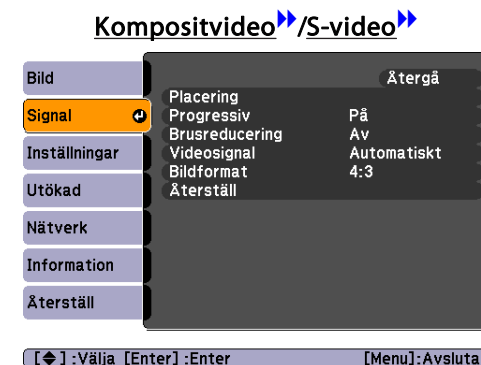 Kompositvideo/S-video
Bild
Signal
Inställningar
Utökad
Nätverk
Information
Återställ
Återgå
Placering
Progressiv På
Brusreducering Av
Videosignal Automatiskt
Bildformat 4:3
Återställ
[◆] :Välja [Enter] :Enter [Menu]:Avsluta